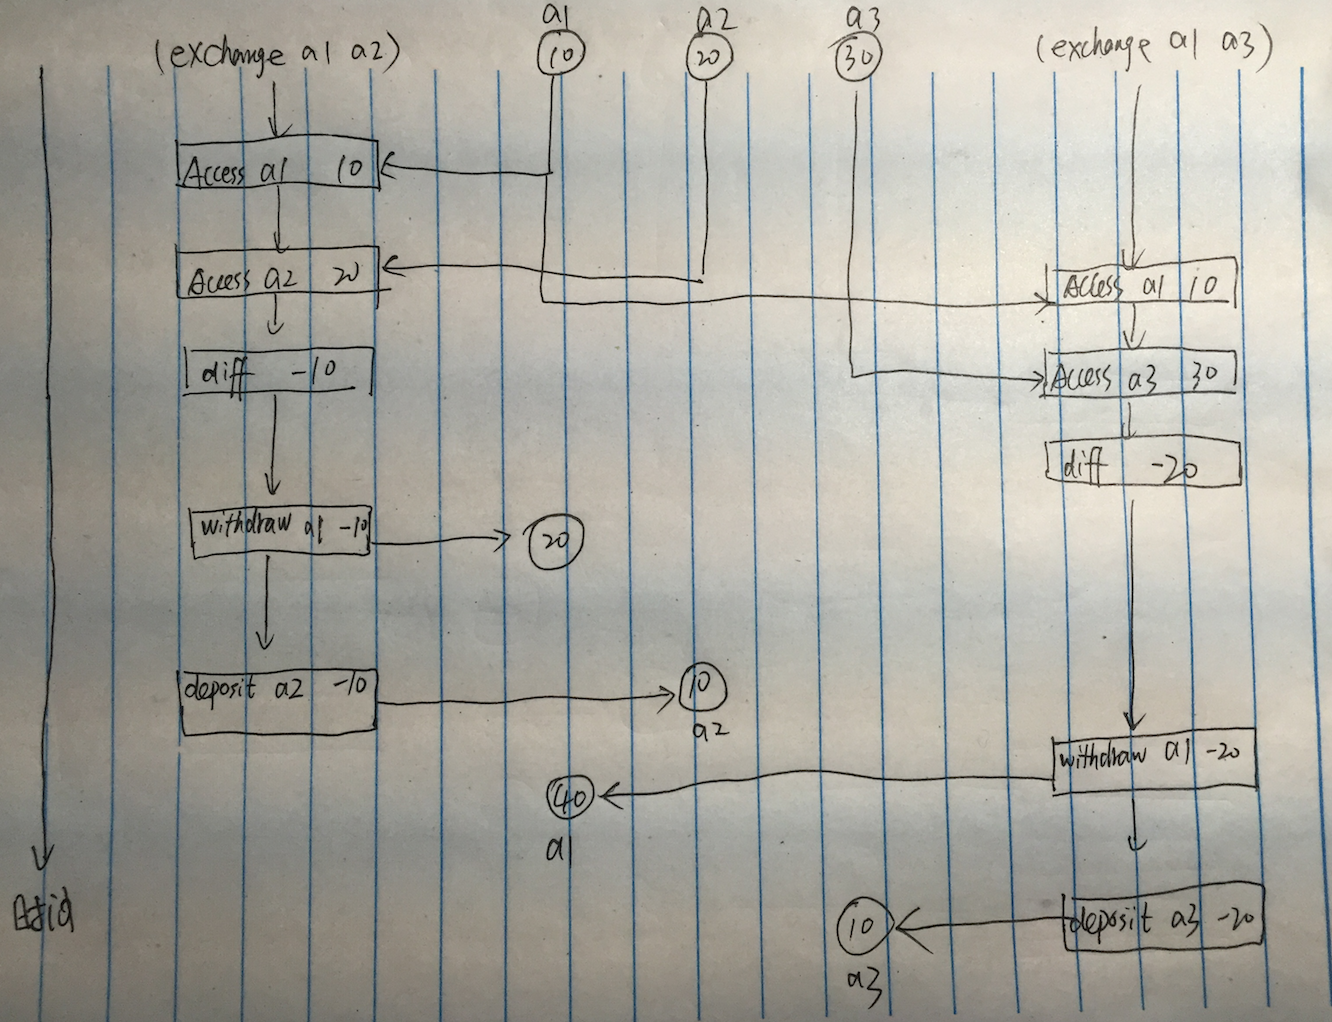 a1 a2 a3
(exchange a1 a2) 10 20 30 (exchange a1 a3)
Access a1 10
Access a2 20
Access a1 10
diff -10
Access a3 30
diff -20
withdraw a1 -10
20
deposit a2 -10
10
a2
withdraw a1 -20
40
a1
时间
deposit a3 -20
10
a3